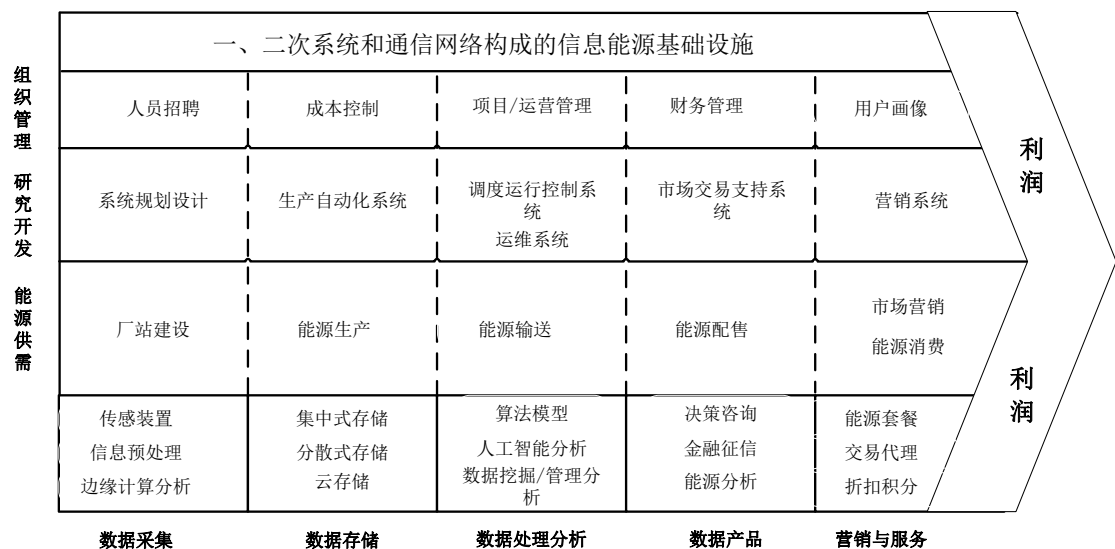 一、二次系统和通信网络构成的信息能源基础设施
组织管理
人员招聘
成本控制
项目/运营管理
财务管理
用户画像
利润
研究开发
系统规划设计
生产自动化系统
调度运行控制系
统
运维系统
市场交易支持系
统
营销系统
能源供需
厂站建设
能源生产
能源输送
能源配售
市场营销
能源消费
利润
传感装置
信息预处理
边缘计算分析
集中式存储
分散式存储
云存储
算法模型
人工智能分析
数据挖掘/管理分
析
决策咨询
金融征信
能源分析
能源套餐
交易代理
折扣积分
数据采集
数据存储
数据处理分析
数据产品
营销与服务